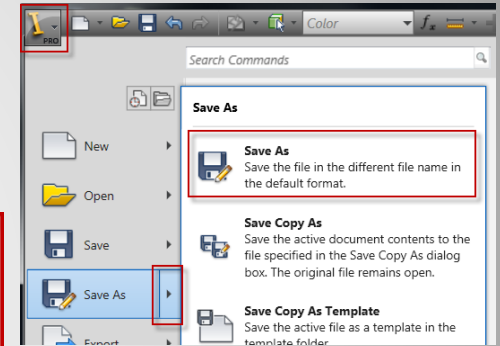 PRO
Color
fx
Search Commands
Save As
New
Save As
Save the file in the different file name in
the default format.
Open
Save Copy As
Save the active document contents to the
file specified in the Save Copy As dialog
box. The original file remains open.
Save
Save As
Save Copy As Template
Save the active file as a template in the
template folder.
Export